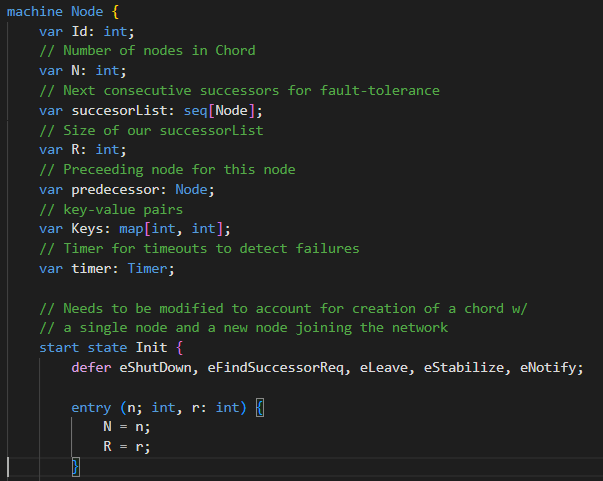 machine Node {
    var Id: int;
    // Number of nodes in Chord
    var N: int;
    // Next consecutive successors for fault-tolerance
    var succesorList: seq[Node];
    // Size of our successorList
    var R: int;
    // Preceeding node for this node
    var predecessor: Node;
    // key-value pairs
    var Keys: map[int, int];
    // Timer for timeouts to detect failures
    var timer: Timer;

    // Needs to be modified to account for creation of a chord w/
    // a single node and a new node joining the network
    start state Init {
        defer eShutDown, eFindSuccessorReq, eLeave, eStabilize, eNotify;

        entry (n; int, r: int) {
            N = n;
            R = r;
        }